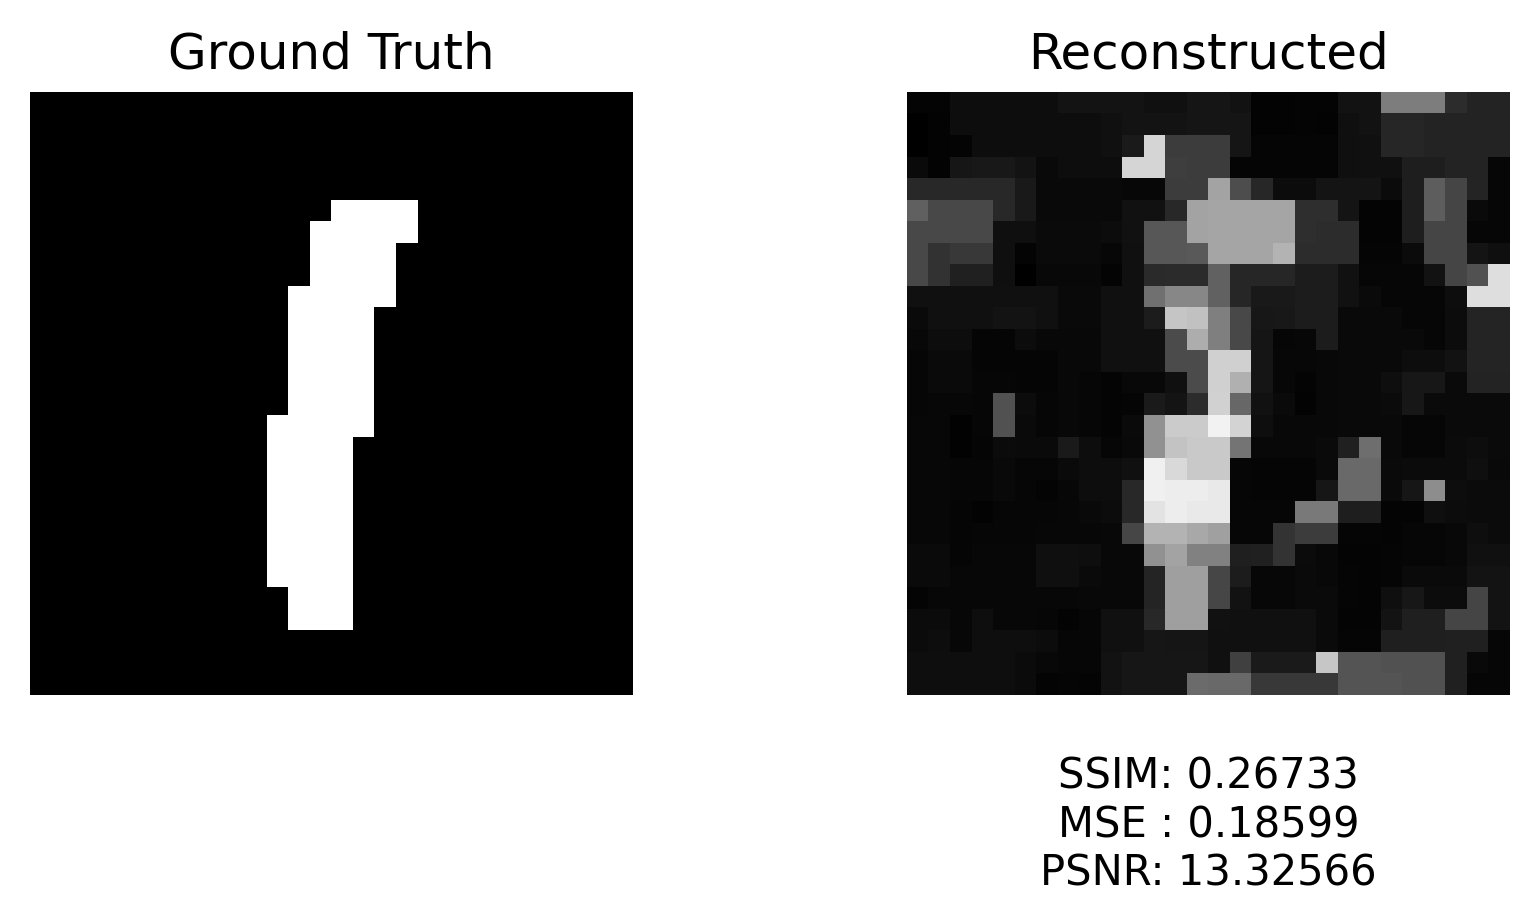 Ground Truth
Reconstructed
SSIM: 0.26733
MSE : 0.18599
PSNR: 13.32566